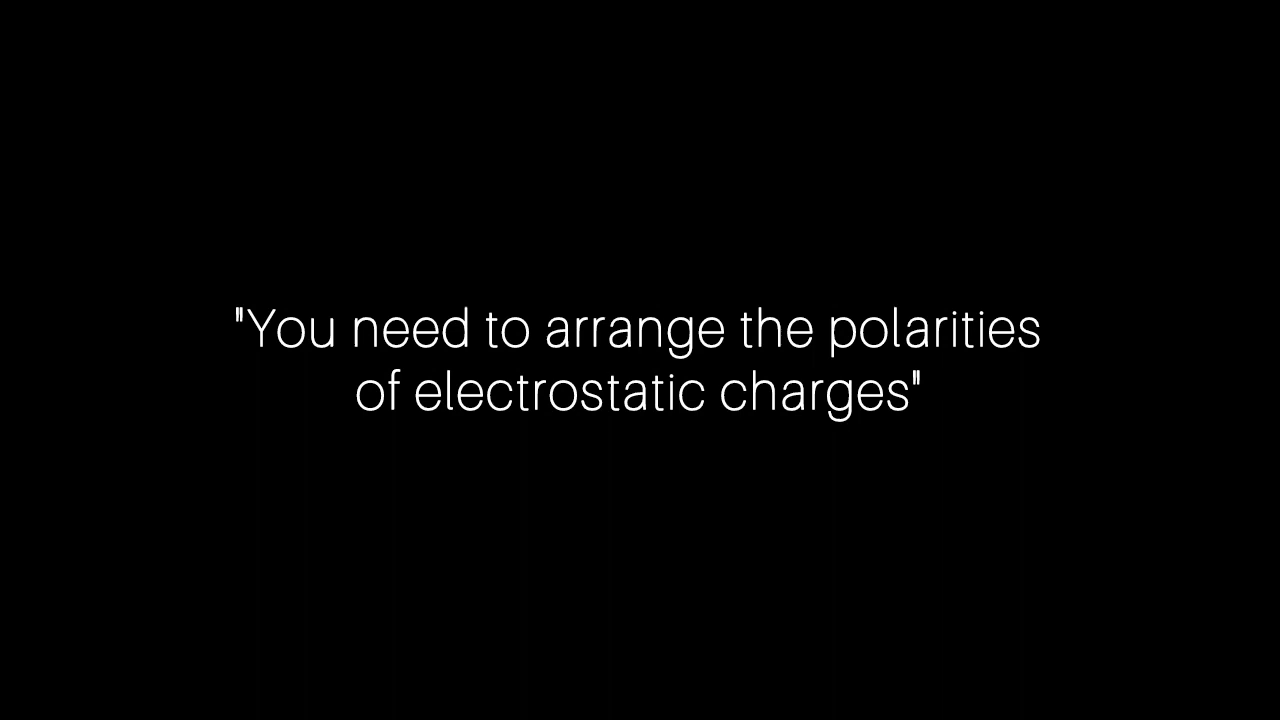 "You need to arrange the polarities
of electrostatic charges"